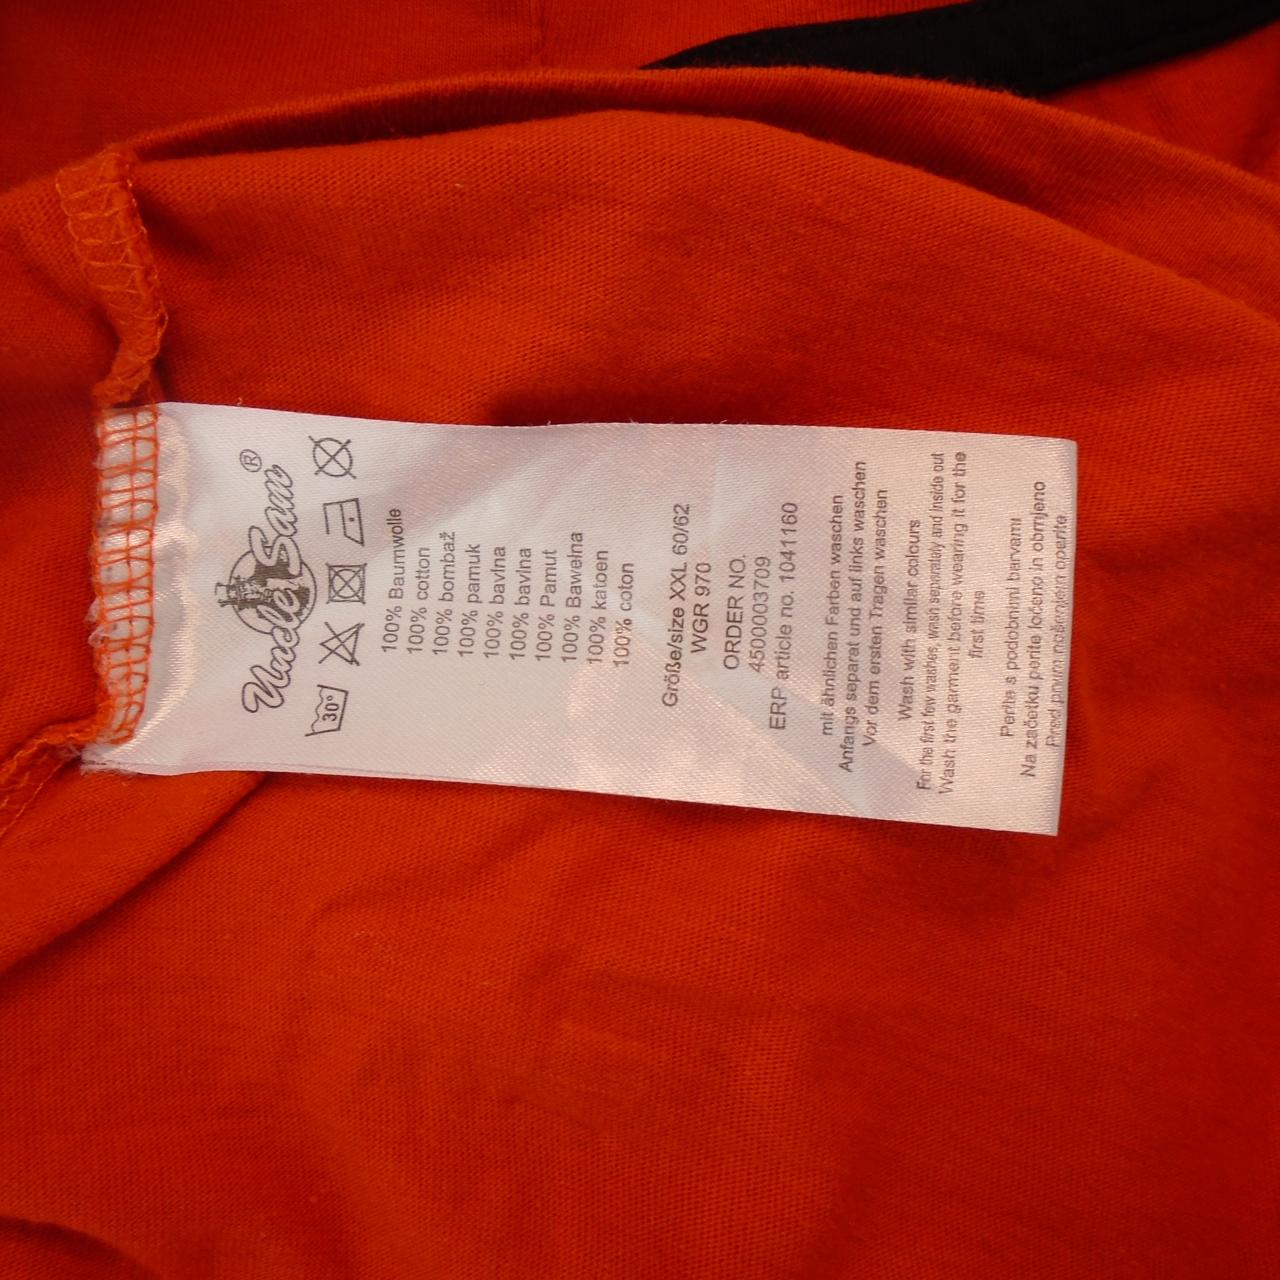 Uncle Sam®
30°
100% Baumwolle
100% cotton
100% bombaž
100% pamuk
100% bavlna
100% bavlna
100% Pamut
100% Bawełna
100% katoen
100% coton
Größe/size XXL 60/62
WGR 970
ORDER NO.
4500003709
ERP article no. 1041160
mit ähnlichen Farben waschen
Anfangs separat und auf links waschen
Vor dem ersten Tragen waschen
Wash with similar colours
For the first few washes, wash separately and inside out
Wash the garment before wearing it for the
first time
Perite s podobnimi barvami
Na začetku perite ločeno in obrnjeno
Pred prvim nošenjem operite.